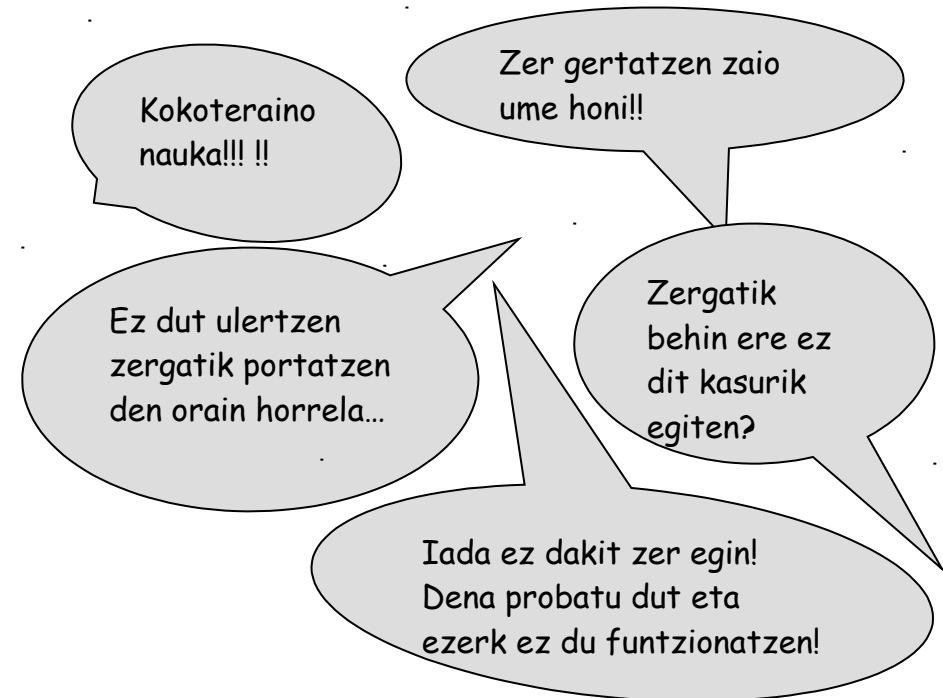 Kokoteraino
nauka!!! !!
Zer gertatzen zaio
ume honi!!
Ez dut ulertzen
zergatik portatzen
den orain horrela...
Zergatik
behin ere ez
dit kasurik
egiten?
Iada ez dakit zer egin!
Dena probatu dut eta
ezerk ez du funtzionatzen!